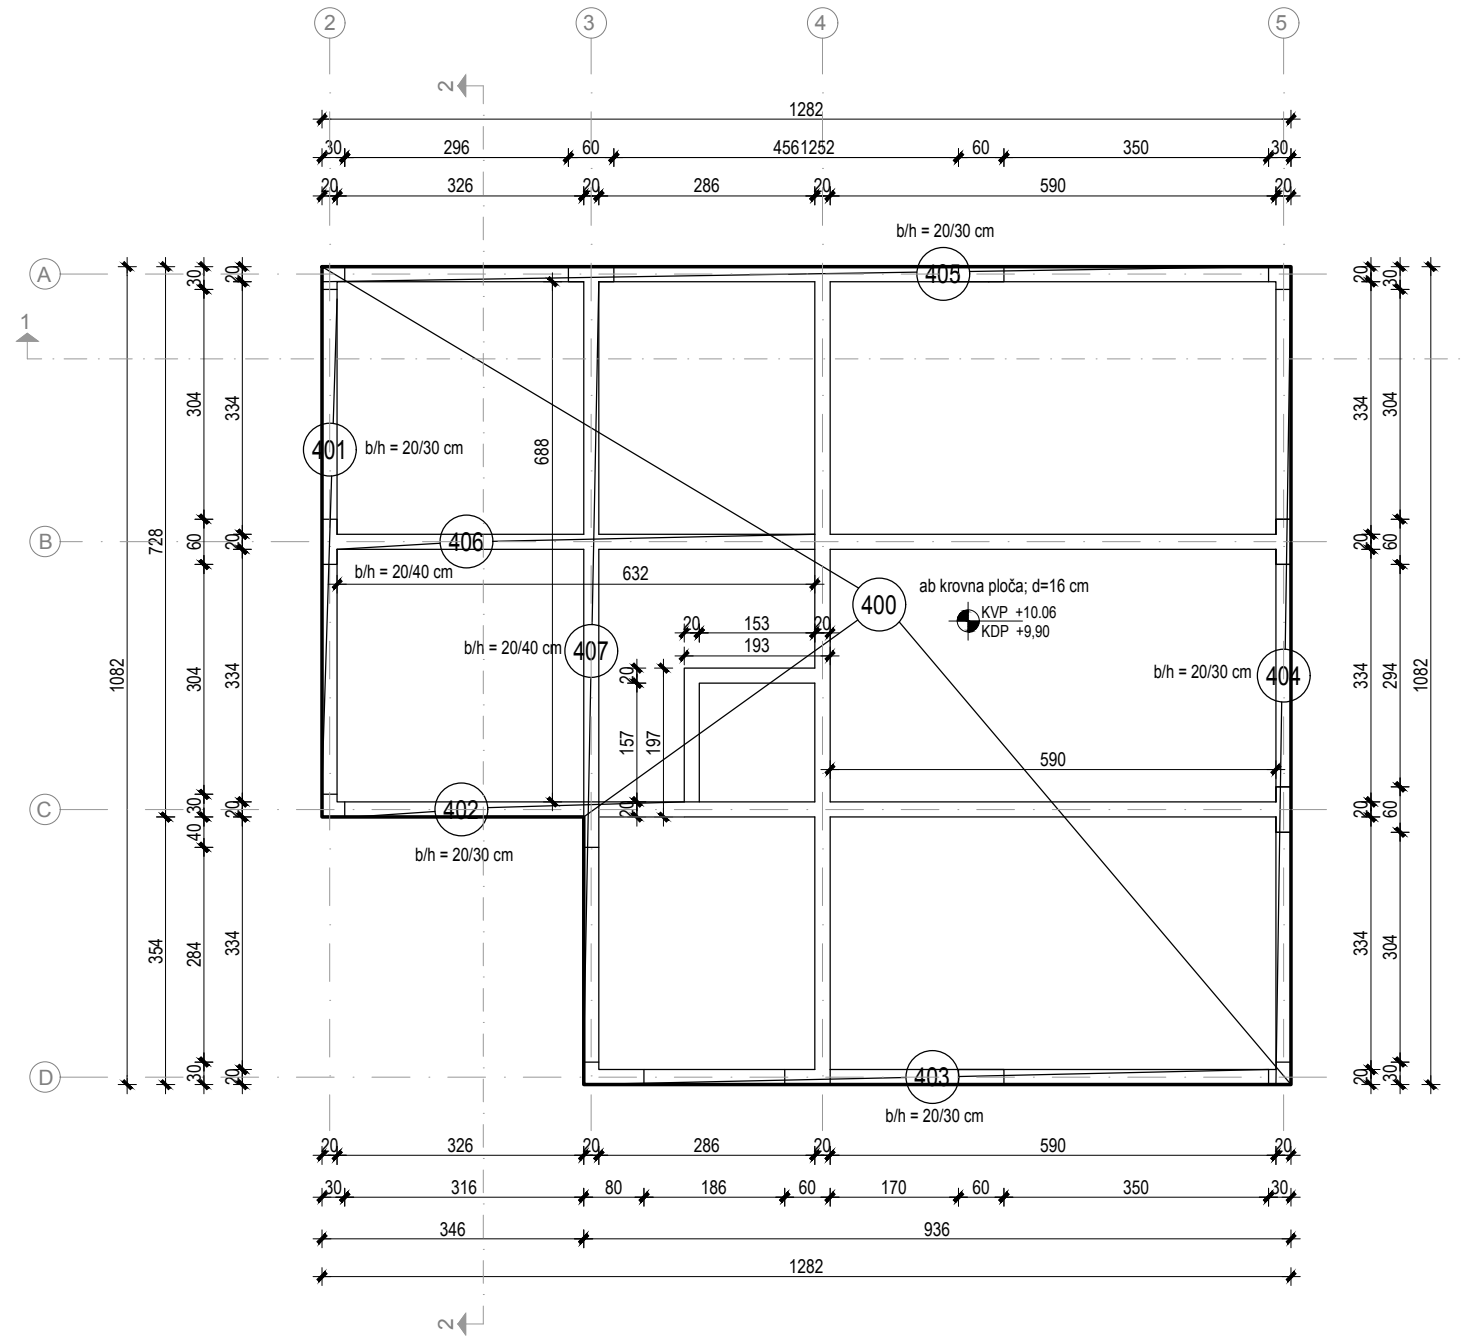 2 3 4 5
2
1282
30 296 60 4561252 60 350 30
20 326 20 286 20 590 20
b/h = 20/30 cm
A 405
1
30 20 20 30
304 334 334 304
401 b/h = 20/30 cm
688
728 60 20 20 60
B 406
b/h = 20/40 cm 632
ab krovna ploča; d=16 cm
400
KVP +10.06
KDP +9,90
20 153 20
193
b/h = 20/40 cm 407
1082 304 334 20 334 294 1082
b/h = 20/30 cm 404
157 197
590
30 20 20 20 60
C 402
40
b/h = 20/30 cm
354 284 334 334 304
30 20 20 30
D 403
b/h = 20/30 cm
20 326 20 286 20 590 20
30 316 80 186 60 170 60 350 30
346 936
1282
2